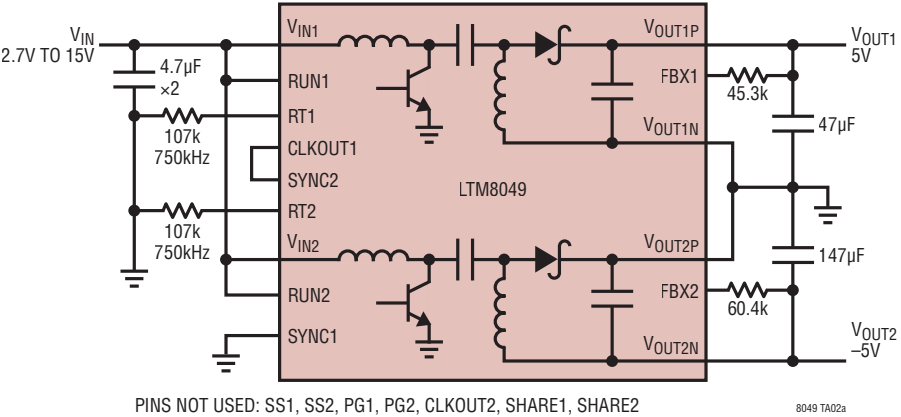 VIN
2.7V TO 15V
4.7µF
×2
107k
750kHz
107k
750kHz
VIN1
RUN1
RT1
CLKOUT1
SYNC2
RT2
VIN2
RUN2
SYNC1
LTM8049
VOUT1P
FBX1
VOUT1N
VOUT2P
FBX2
VOUT2N
45.3k
47µF
147µF
60.4k
VOUT1
5V
VOUT2
–5V
PINS NOT USED: SS1, SS2, PG1, PG2, CLKOUT2, SHARE1, SHARE2
8049 TA02a